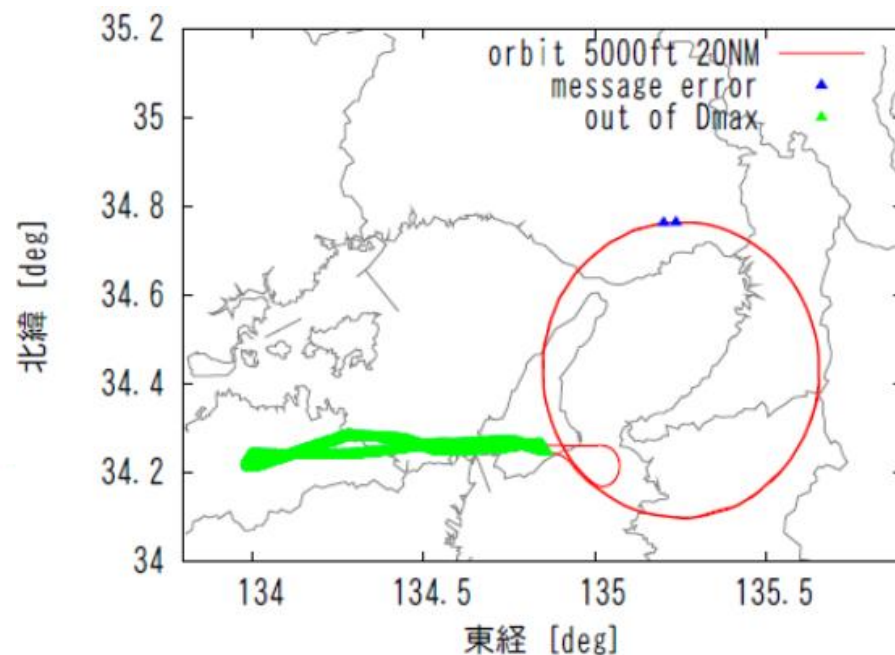 35.2
35
34.8
34.6
34.4
34.2
34
北緯 [deg]
orbit 5000ft 20NM
message error
out of Dmax
134
134.5
135
135.5
東経 [deg]